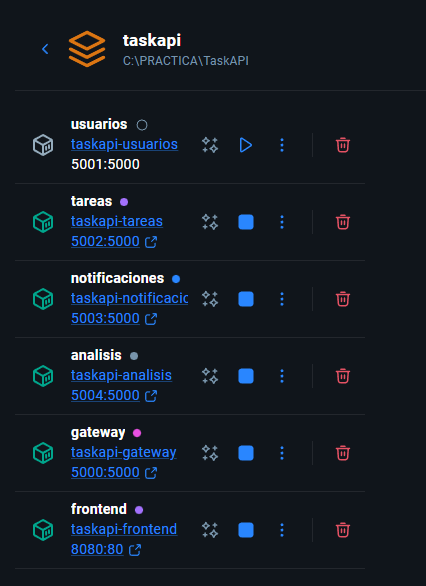 taskapi
C:\PRACTICA\TaskAPI
usuarios
taskapi-usuarios
5001:5000
tareas
taskapi-tareas
5002:5000
notificaciones
taskapi-notificacic
5003:5000
analisis
taskapi-analisis
5004:5000
gateway
taskapi-gateway
5000:5000
frontend
taskapi-frontend
8080:80